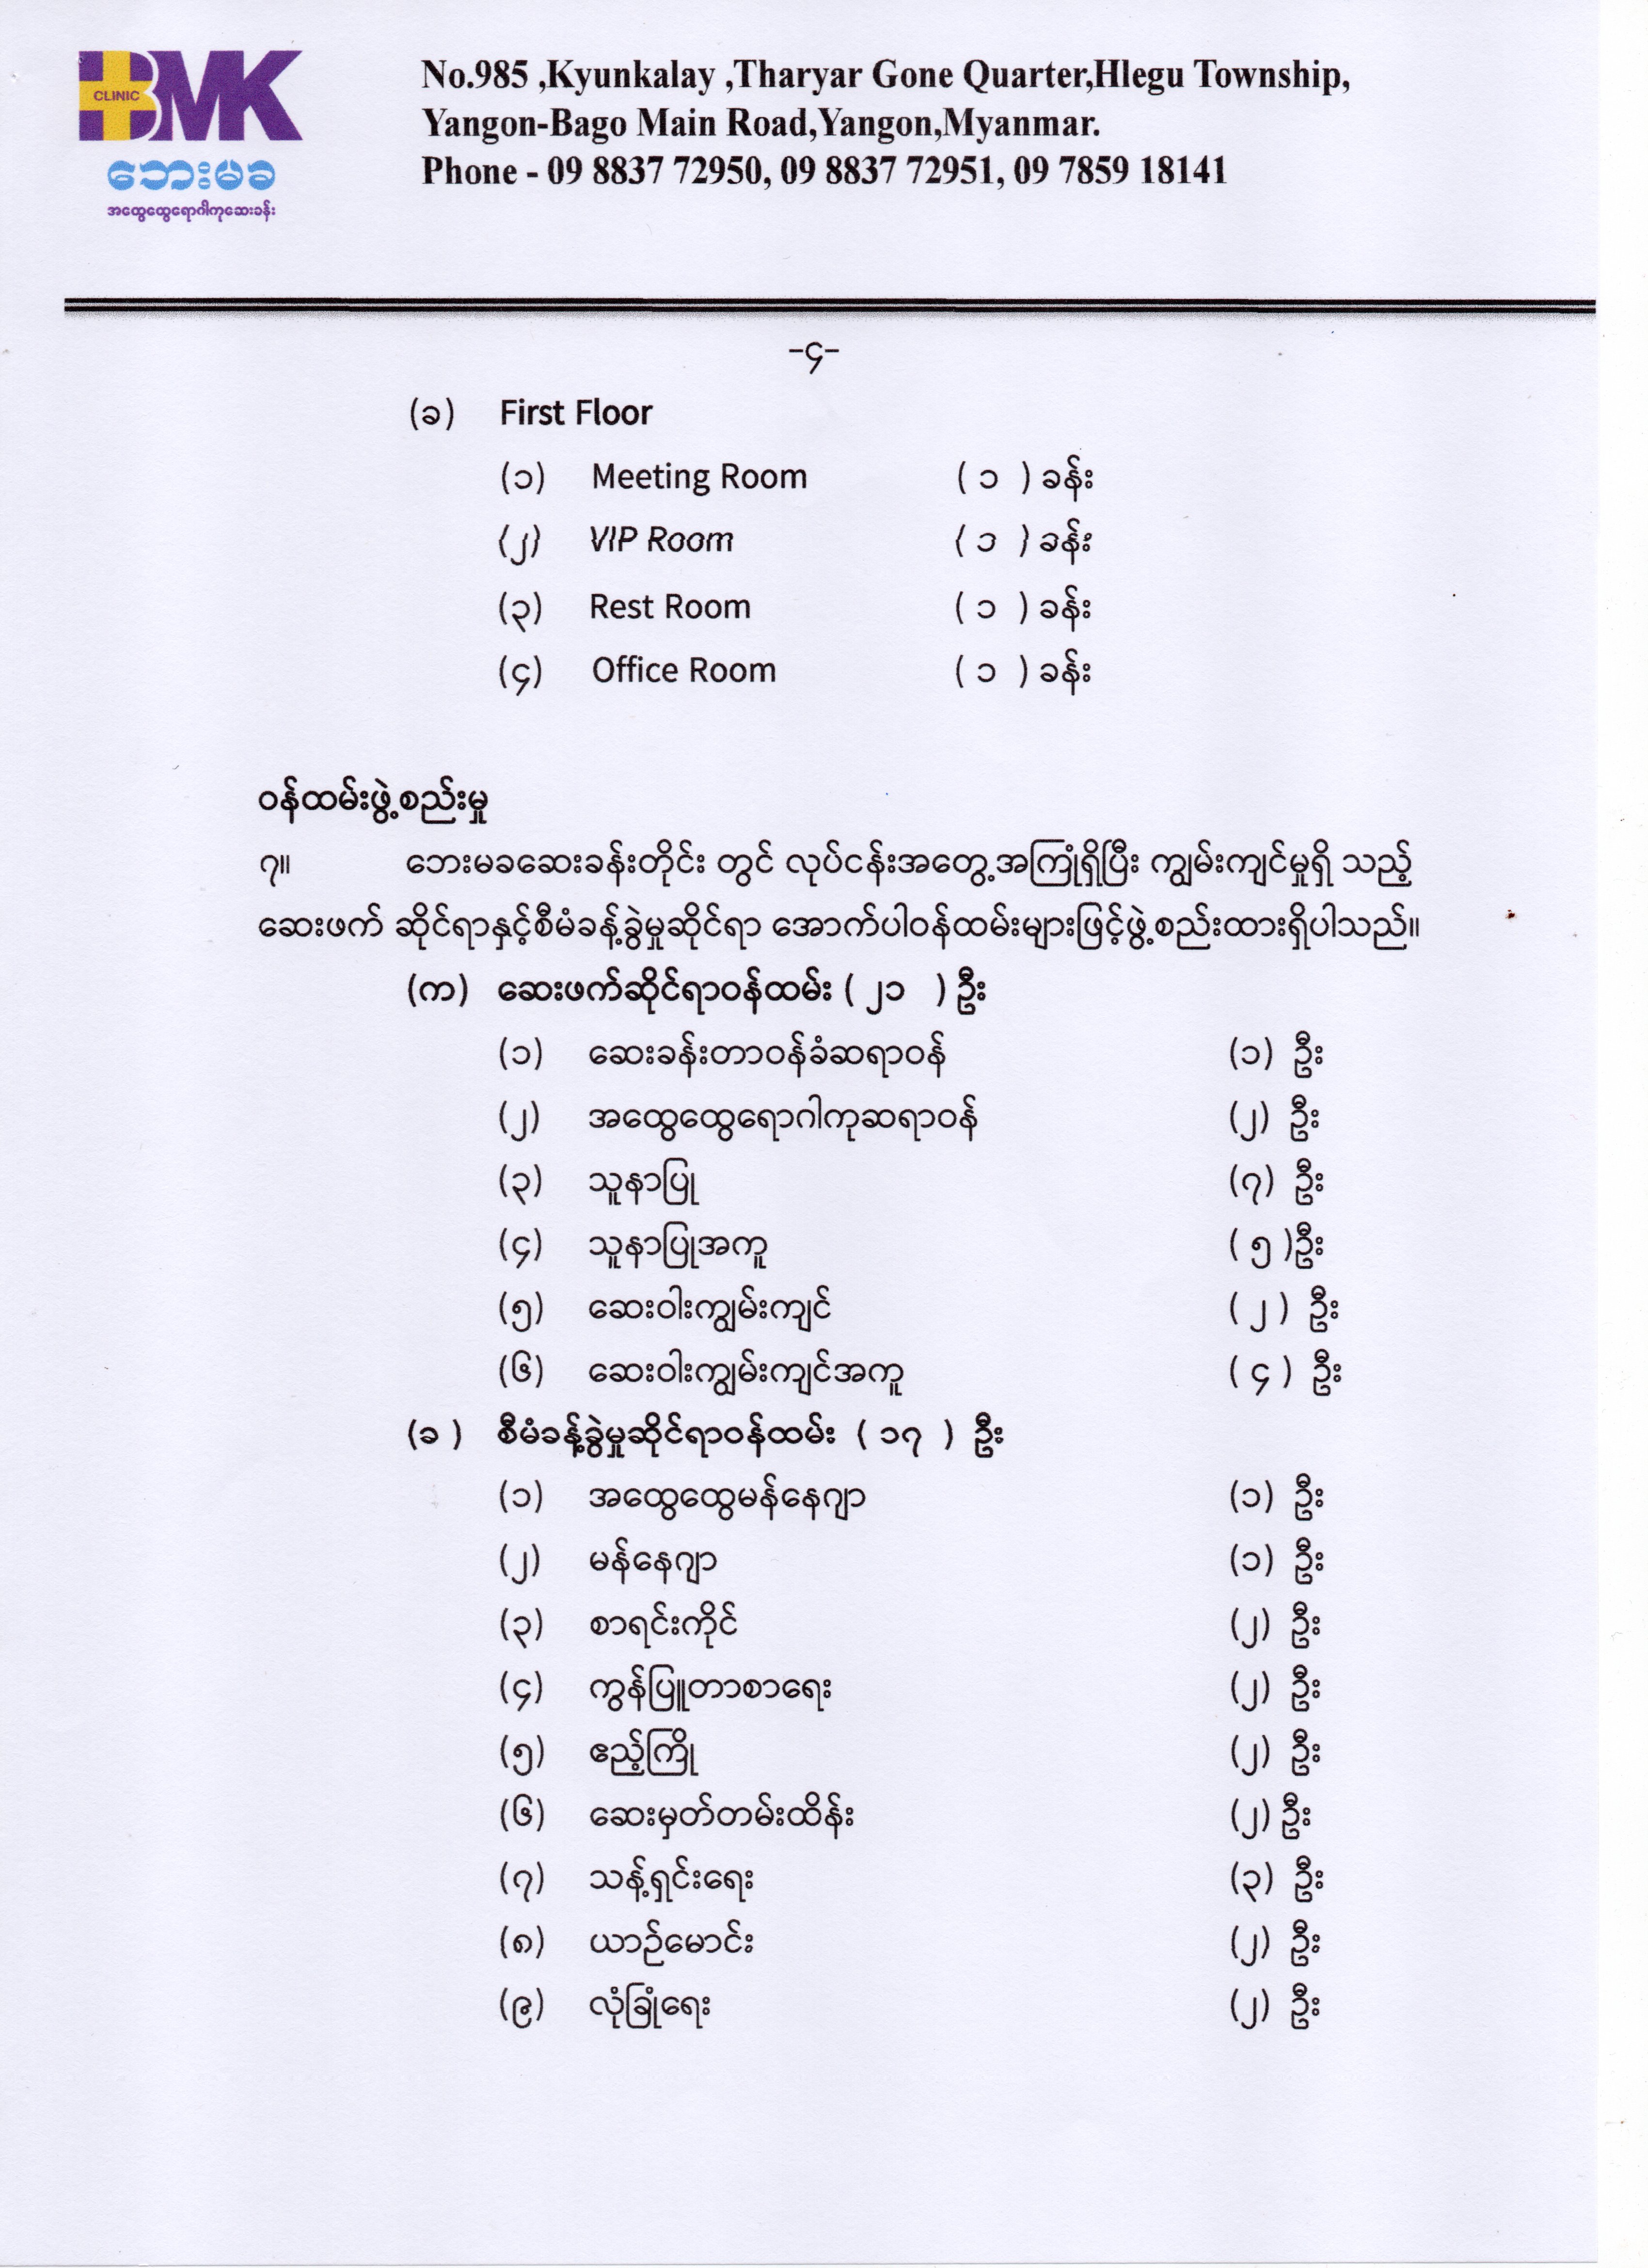 BMK
CLINIC
ဘေးမခ
အထွေထွေရောဂါကုဆေးခန်း
No.985 ,Kyunkalay ,Tharyar Gone Quarter,Hlegu Township,
Yangon-Bago Main Road,Yangon,Myanmar.
Phone - 09 8837 72950, 09 8837 72951, 09 7859 18141
-၄-
(ခ) First Floor
(၁) Meeting Room ( ၁ ) ခန်း
(၂) VIP Room ( ၁ ) ခန်း
(၃) Rest Room ( ၁ ) ခန်း
(၄) Office Room ( ၁ ) ခန်း
ဝန်ထမ်းဖွဲ့စည်းမှု
၇။ ဘေးမခဆေးခန်းတိုင်း တွင် လုပ်ငန်းအတွေ့အကြုံရှိပြီး ကျွမ်းကျင်မှုရှိ သည့်
ဆေးဖက် ဆိုင်ရာနှင့်စီမံခန့်ခွဲမှုဆိုင်ရာ အောက်ပါဝန်ထမ်းများဖြင့်ဖွဲ့စည်းထားရှိပါသည်။
(က) ဆေးဖက်ဆိုင်ရာဝန်ထမ်း ( ၂၁ ) ဦး
(၁) ဆေးခန်းတာဝန်ခံဆရာဝန် (၁) ဦး
(၂) အထွေထွေရောဂါကုဆရာဝန် (၂) ဦး
(၃) သူနာပြု (၇) ဦး
(၄) သူနာပြုအကူ ( ၅ )ဦး
(၅) ဆေးဝါးကျွမ်းကျင် ( ၂ ) ဦး
(၆) ဆေးဝါးကျွမ်းကျင်အကူ ( ၄ ) ဦး
(ခ ) စီမံခန့်ခွဲမှုဆိုင်ရာဝန်ထမ်း ( ၁၇ ) ဦး
(၁) အထွေထွေမန်နေဂျာ (၁) ဦး
(၂) မန်နေဂျာ (၁) ဦး
(၃) စာရင်းကိုင် (၂) ဦး
(၄) ကွန်ပြူတာစာရေး (၂) ဦး
(၅) ဧည့်ကြို (၂) ဦး
(၆) ဆေးမှတ်တမ်းထိန်း (၂) ဦး
(၇) သန့်ရှင်းရေး (၃) ဦး
(၈) ယာဉ်မောင်း (၂) ဦး
(၉) လုံခြုံရေး (၂) ဦး